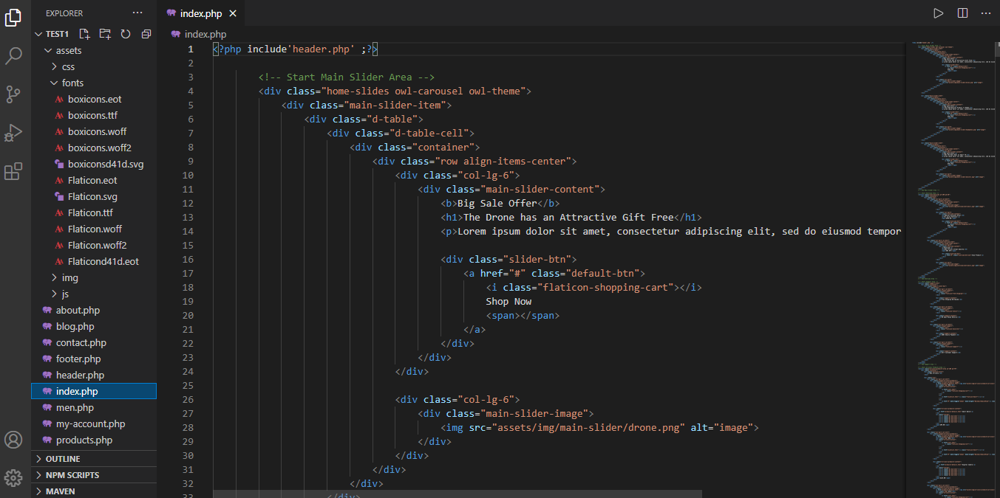 EXPLORER
TEST1
assets
css
fonts
boxicons.eot
boxicons.ttf
boxicons.woff
boxicons.woff2
boxiconsd41d.svg
Flaticon.eot
Flaticon.svg
Flaticon.ttf
Flaticon.woff
Flaticon.woff2
Flaticond41d.eot
img
js
about.php
blog.php
contact.php
footer.php
header.php
index.php
men.php
my-account.php
products.php
OUTLINE
NPM SCRIPTS
MAVEN
index.php
index.php
1 <?php include'header.php' ;?>
2
3 <!-- Start Main Slider Area -->
4 <div class="home-slides owl-carousel owl-theme">
5 <div class="main-slider-item">
6 <div class="d-table">
7 <div class="d-table-cell">
8 <div class="container">
9 <div class="row align-items-center">
10 <div class="col-lg-6">
11 <div class="main-slider-content">
12 <b>Big Sale Offer</b>
13 <h1>The Drone has an Attractive Gift Free</h1>
14 <p>Lorem ipsum dolor sit amet, consectetur adipiscing elit, sed do eiusmod tempor
15
16 <div class="slider-btn">
17 <a href="#" class="default-btn">
18 <i class="flaticon-shopping-cart"></i>
19 Shop Now
20 <span></span>
21 </a>
22 </div>
23 </div>
24 </div>
25
26 <div class="col-lg-6">
27 <div class="main-slider-image">
28 <img src="assets/img/main-slider/drone.png" alt="image">
29 </div>
30 </div>
31 </div>
32 </div>
33 </div>